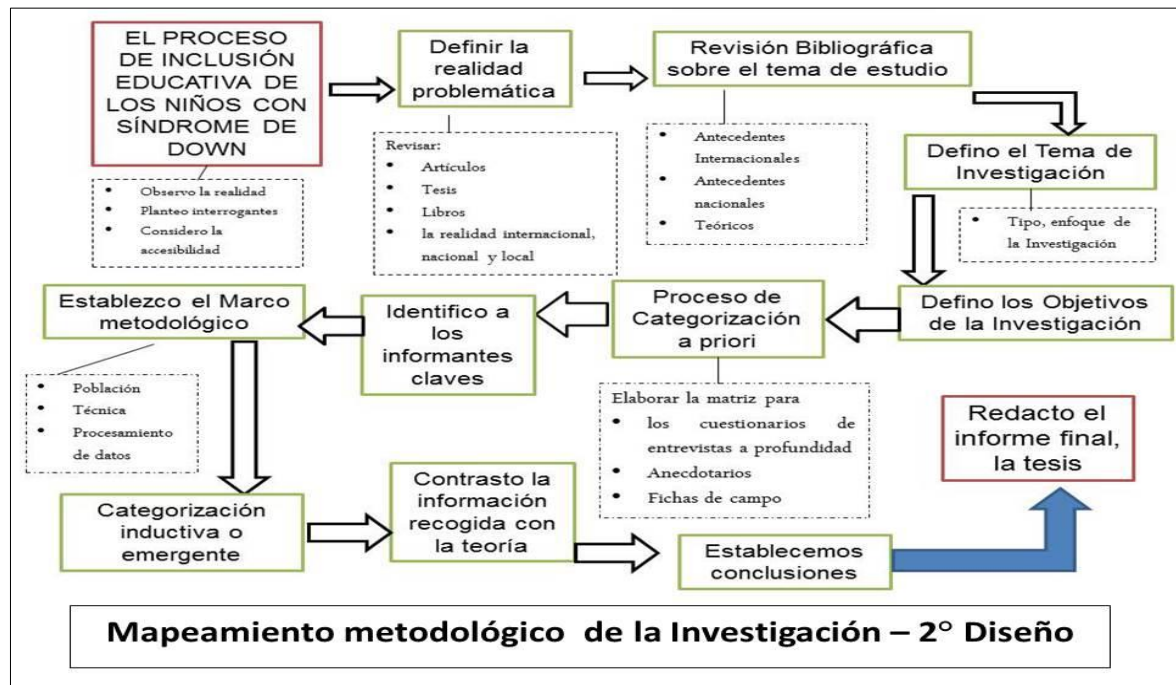 EL PROCESO
DE INCLUSIÓN
EDUCATIVA DE
LOS NIÑOS CON
SÍNDROME DE
DOWN
• Observo la realidad
• Planteo interrogantes
• Considero la
accesibilidad
Definir la
realidad
problemática
Revisar:
• Artículos
• Tesis
• Libros
• la realidad internacional,
nacional y local
Revisión Bibliográfica
sobre el tema de estudio
• Antecedentes
Internacionales
• Antecedentes
nacionales
• Teóricos
Defino el Tema de
Investigación
• Tipo, enfoque de
la Investigación
Defino los Objetivos
de la Investigación
Proceso de
Categorización
a priori
Elaborar la matriz para
• los cuestionarios de
entrevistas a profundidad
• Anecdotarios
• Fichas de campo
Identifico a
los
informantes
claves
Establezco el Marco
metodológico
• Población
• Técnica
• Procesamiento
de datos
Categorización
inductiva o
emergente
Contrasto la
información
recogida con
la teoría
Establecemos
conclusiones
Redacto el
informe final,
la tesis
Mapeamiento metodológico de la Investigación – 2° Diseño